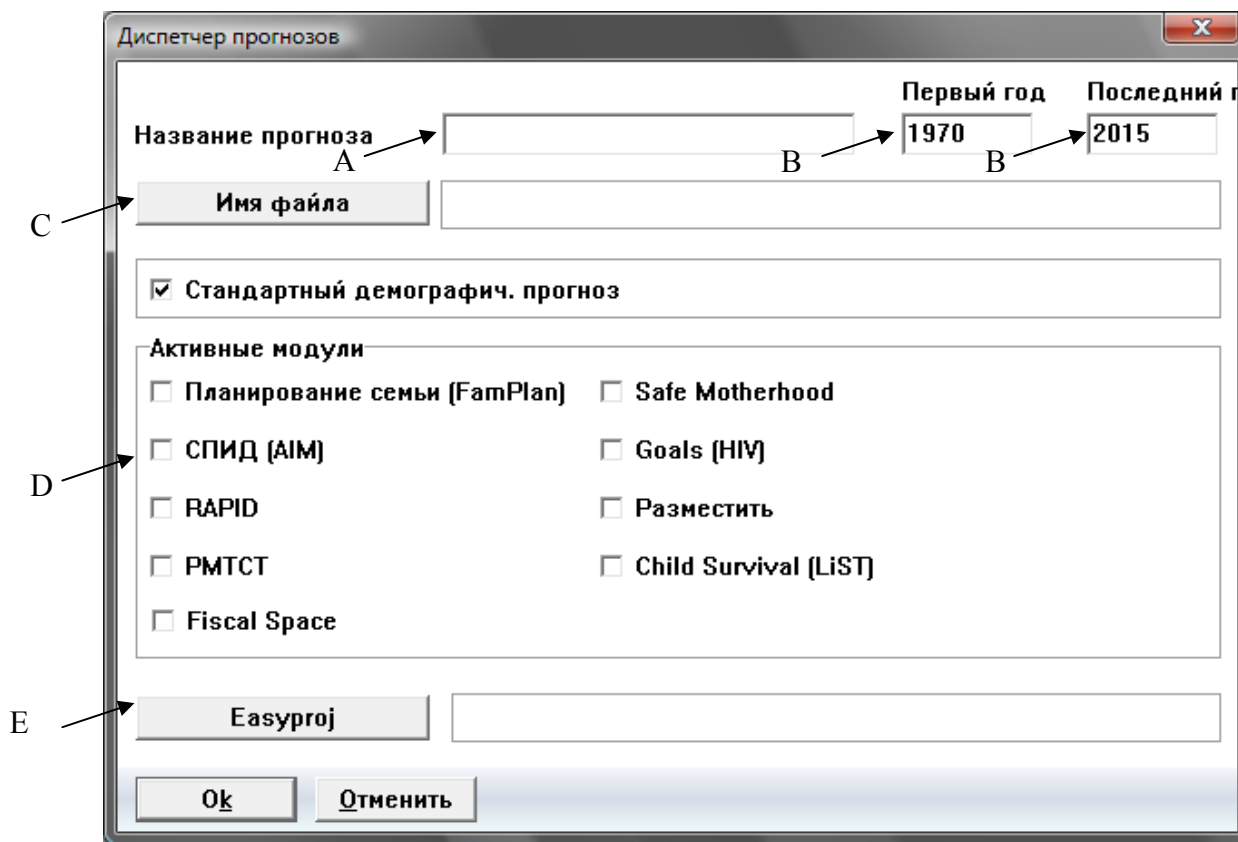 Диспетчер прогнозов
X
Первый год Последний
Название прогноза 1970 2015
A B B
Имя файла
C
Стандартный демографич. прогноз
Активные модули
Планирование семьи (FamPlan) Safe Motherhood
СПИД (AIM) Goals (HIV)
D
RAPID Разместить
PMTCT Child Survival (LiST)
Fiscal Space
E Easyproj
Ok Отменить